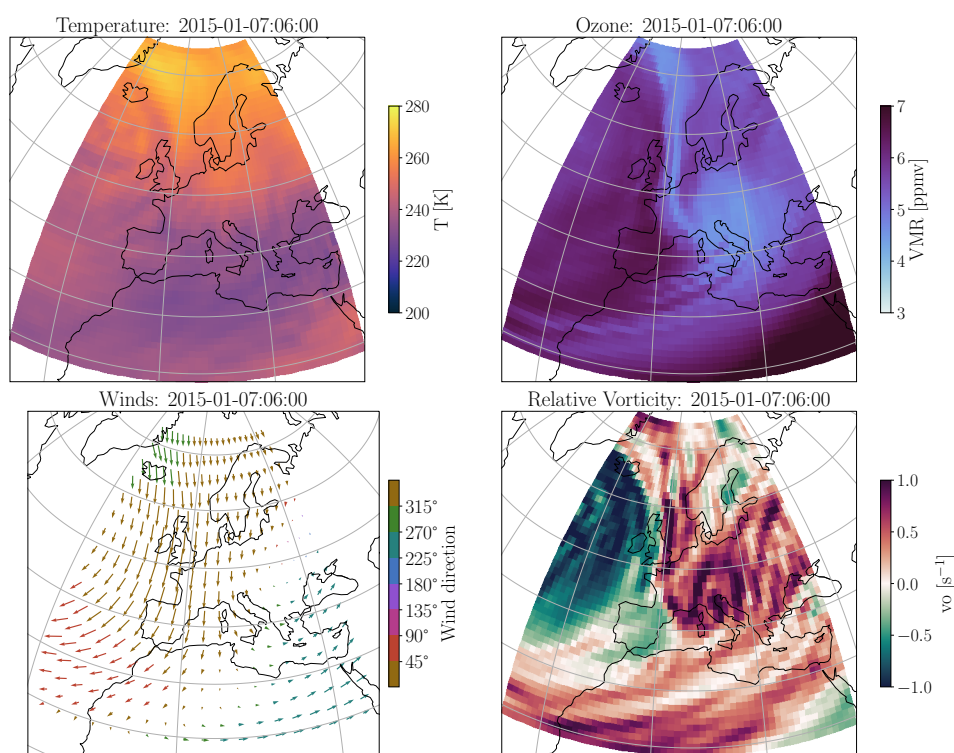 Temperature: 2015-01-07:06:00
280
260
240
220
200
T [K]
Ozone: 2015-01-07:06:00
7
6
5
4
3
VMR [ppmv]
Winds: 2015-01-07:06:00
315°
270°
225°
180°
135°
90°
45°
Wind direction
Relative Vorticity: 2015-01-07:06:00
1.0
0.5
0.0
−0.5
−1.0
vo [s⁻¹]